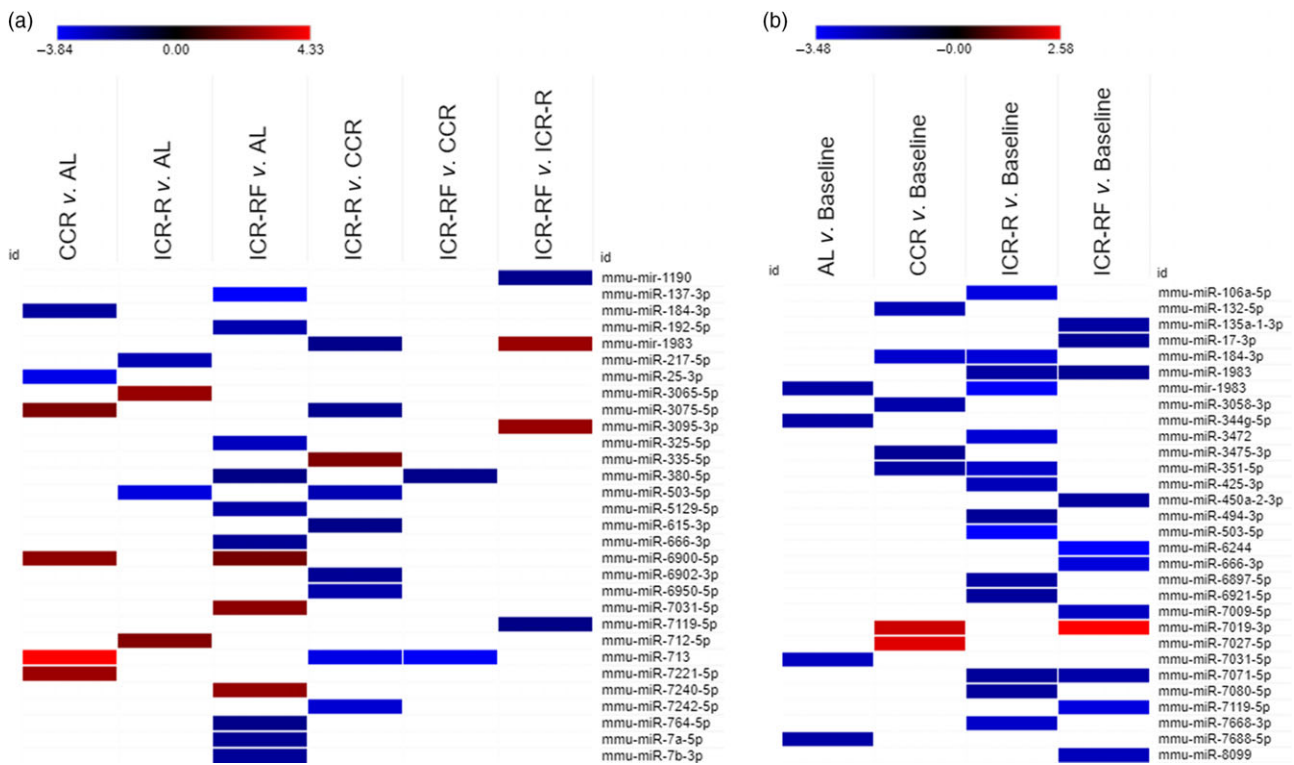 (a)
−3.84 0.00 4.33
id
CCR v. AL
ICR-R v. AL
ICR-RF v. AL
ICR-R v. CCR
ICR-RF v. CCR
ICR-RF v. ICR-R
id
mmu-mir-1190
mmu-miR-137-3p
mmu-miR-184-3p
mmu-miR-192-5p
mmu-mir-1983
mmu-miR-217-5p
mmu-miR-25-3p
mmu-miR-3065-5p
mmu-miR-3075-5p
mmu-miR-3095-3p
mmu-miR-325-5p
mmu-miR-335-5p
mmu-miR-380-5p
mmu-miR-503-5p
mmu-miR-5129-5p
mmu-miR-615-3p
mmu-miR-666-3p
mmu-miR-6900-5p
mmu-miR-6902-3p
mmu-miR-6950-5p
mmu-miR-7031-5p
mmu-miR-7119-5p
mmu-miR-712-5p
mmu-miR-713
mmu-miR-7221-5p
mmu-miR-7240-5p
mmu-miR-7242-5p
mmu-miR-764-5p
mmu-miR-7a-5p
mmu-miR-7b-3p
(b)
−3.48 −0.00 2.58
id
AL v. Baseline
CCR v. Baseline
ICR-R v. Baseline
ICR-RF v. Baseline
id
mmu-miR-106a-5p
mmu-miR-132-5p
mmu-miR-135a-1-3p
mmu-miR-17-3p
mmu-miR-184-3p
mmu-miR-1983
mmu-mir-1983
mmu-miR-3058-3p
mmu-miR-344g-5p
mmu-miR-3472
mmu-miR-3475-3p
mmu-miR-351-5p
mmu-miR-425-3p
mmu-miR-450a-2-3p
mmu-miR-494-3p
mmu-miR-503-5p
mmu-miR-6244
mmu-miR-666-3p
mmu-miR-6897-5p
mmu-miR-6921-5p
mmu-miR-7009-5p
mmu-miR-7019-3p
mmu-miR-7027-5p
mmu-miR-7031-5p
mmu-miR-7071-5p
mmu-miR-7080-5p
mmu-miR-7119-5p
mmu-miR-7668-3p
mmu-miR-7688-5p
mmu-miR-8099